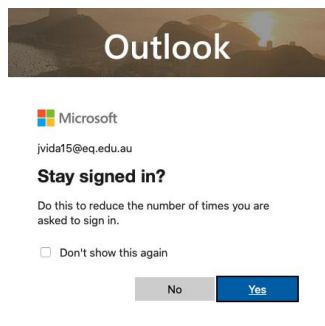 Outlook
Microsoft
jvida15@eq.edu.au
Stay signed in?
Do this to reduce the number of times you are
asked to sign in.
Don't show this again
No
Yes